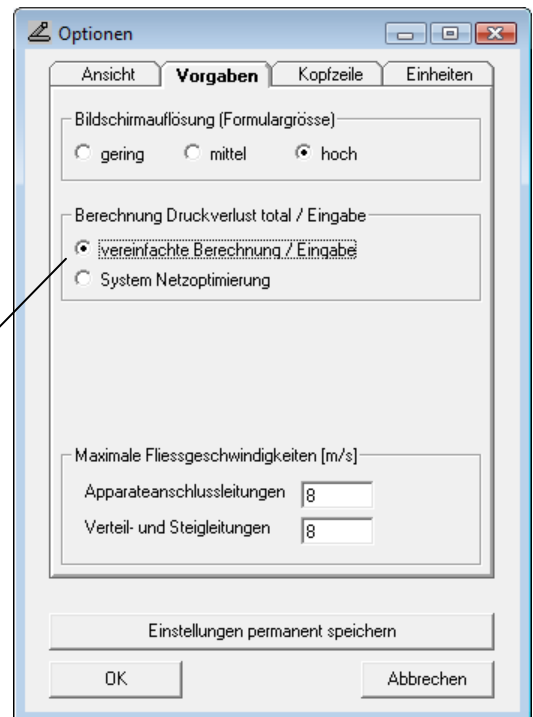 Optionen
Ansicht Vorgaben Kopfzeile Einheiten
Bildschirmauflösung (Formulargrösse)
gering mittel hoch
Berechnung Druckverlust total / Eingabe
vereinfachte Berechnung / Eingabe
System Netzoptimierung
Maximale Fliessgeschwindigkeiten [m/s]
Apparateanschlussleitungen 8
Verteil- und Steigleitungen 8
Einstellungen permanent speichern
OK Abbrechen